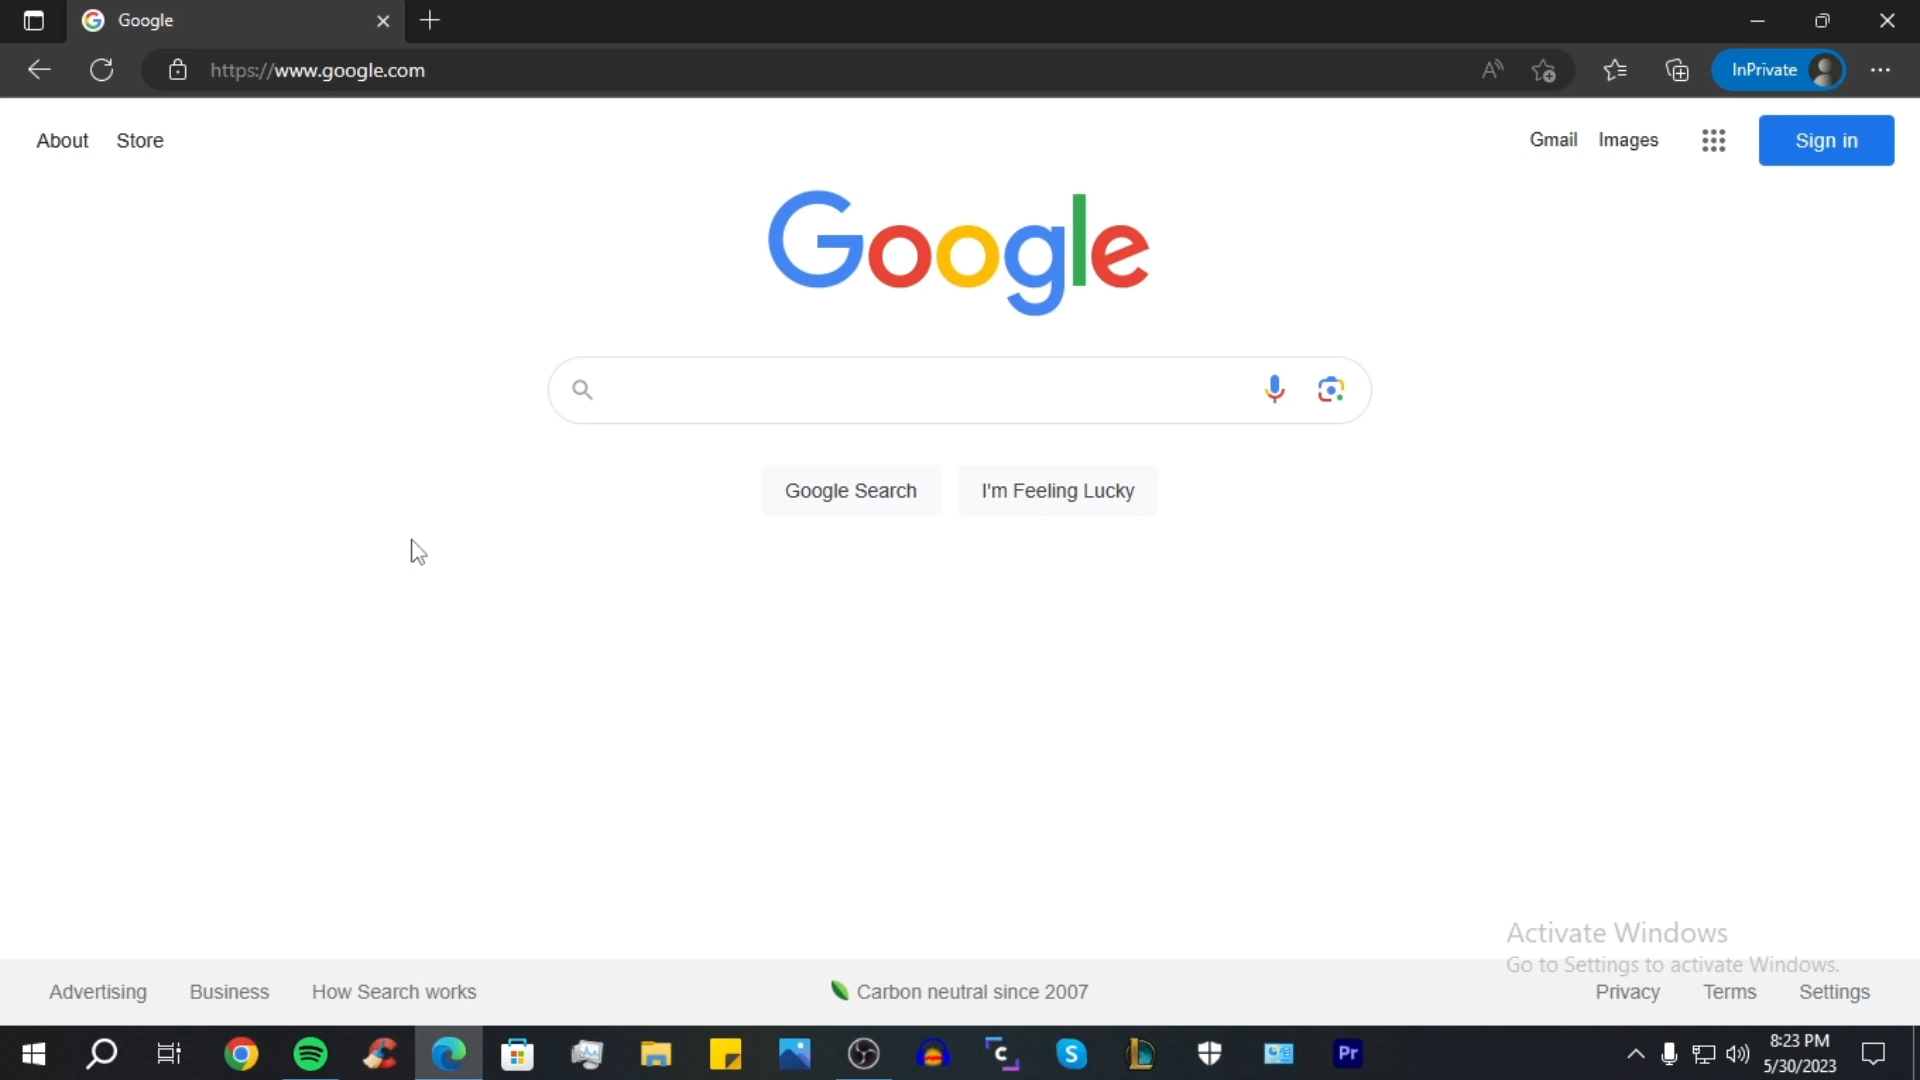 Google
https://www.google.com
InPrivate
About Store
Gmail Images Sign in
Google
Google Search I'm Feeling Lucky
Activate Windows
Go to Settings to activate Windows.
Advertising Business How Search works Carbon neutral since 2007 Privacy Terms Settings
8:23 PM
5/30/2023